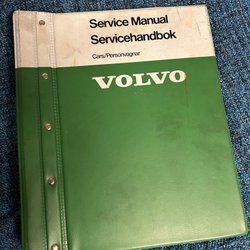 Service Manual
Servicehandbok
Cars/Personvagnar
VOLVO